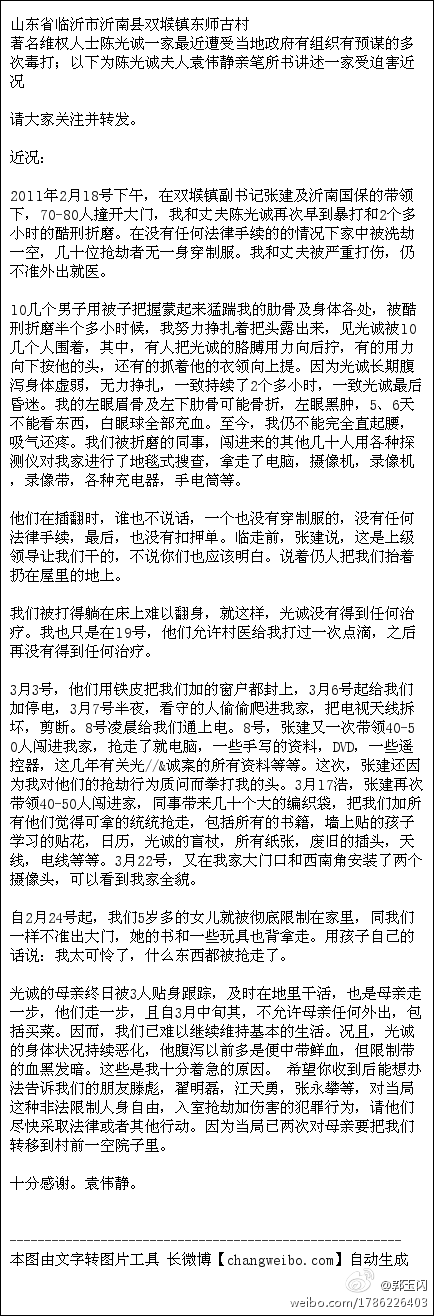 山东省临沂市沂南县双堠镇东师古村
著名维权人士陈光诚一家最近遭受当地政府有组织有预谋的多
次毒打；以下为陈光诚夫人袁伟静亲笔所书讲述一家受迫害近
况
请大家关注并转发。
近况：
2011年2月18号下午，在双堠镇副书记张建及沂南国保的带领
下，70-80人撞开大门，我和丈夫陈光诚再次早到暴打和2个多
小时的酷刑折磨。在没有任何法律手续的的情况下家中被洗劫
一空，几十位抢劫者无一身穿制服。我和丈夫被严重打伤，仍
不准外出就医。
10几个男子用被子把握蒙起来猛踹我的肋骨及身体各处，被酷
刑折磨半个多小时候，我努力挣扎着把头露出来，见光诚被10
几个人围着，其中，有人把光诚的胳膊用力向后拧，有的用力
向下按他的头，还有的抓着他的衣领向上提。因为光诚长期腹
泻身体虚弱，无力挣扎，一致持续了2个多小时，一致光诚最后
昏迷。我的左眼眉骨及左下肋骨可能骨折，左眼黑肿，5、6天
不能看东西，白眼球全部充血。至今，我仍不能完全直起腰，
吸气还疼。我们被折磨的同事，闯进来的其他几十人用各种探
测仪对我家进行了地毯式搜查，拿走了电脑，摄像机，录像机
，录像带，各种充电器，手电筒等。
他们在插翻时，谁也不说话，一个也没有穿制服的，没有任何
法律手续，最后，也没有扣押单。临走前，张建说，这是上级
领导让我们干的，不说你们也应该明白。说着仍人把我们抬着
扔在屋里的地上。
我们被打得躺在床上难以翻身，就这样，光诚没有得到任何治
疗。我也只是在19号，他们允许村医给我打过一次点滴，之后
再没有得到任何治疗。
3月3号，他们用铁皮把我们加的窗户都封上，3月6号起给我们
加停电，3月7号半夜，看守的人偷偷爬进我家，把电视天线拆
坏，剪断。8号凌晨给我们通上电。8号，张建又一次带领40-5
0人闯进我家，抢走了就电脑，一些手写的资料，DVD，一些遥
控器，这几年有关光//&诚案的所有资料等等。这次，张建还因
为我对他们的抢劫行为质问而拳打我的头。3月17浩，张建再次
带领40-50人闯进家，同事带来几十个大的编织袋，把我们加所
有他们觉得可拿的统统抢走，包括所有的书籍，墙上贴的孩子
学习的贴花，日历，光诚的盲杖，所有纸张，废旧的插头，天
线，电线等等。3月22号，又在我家大门口和西南角安装了两个
摄像头，可以看到我家全貌。
自2月24号起，我们5岁多的女儿就被彻底限制在家里，同我们
一样不准出大门，她的书和一些玩具也背拿走。用孩子自己的
话说：我太可怜了，什么东西都被抢走了。
光诚的母亲终日被3人贴身跟踪，及时在地里干活，也是母亲走
一步，他们走一步，且自3月中旬其，不允许母亲任何外出，包
括买菜。因而，我们已难以继续维持基本的生活。况且，光诚
的身体状况持续恶化，他腹泻以前多是便中带鲜血，但限制带
的血黑发暗。这些是我十分着急的原因。 希望你收到后能想办
法告诉我们的朋友滕彪，翟明磊，江天勇，张永攀等，对当局
这种非法限制人身自由，入室抢劫加伤害的犯罪行为，请他们
尽快采取法律或者其他行动。因为当局已两次对母亲要把我们
转移到村前一空院子里。
十分感谢。袁伟静。
本图由文字转图片工具 长微博【changweibo.com】自动生成
@郭玉闪
weibo.com/1786226403